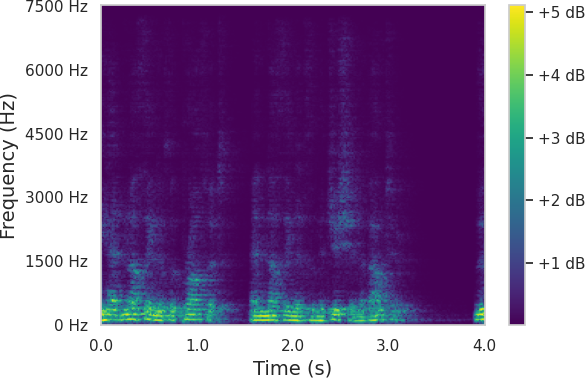 7500 Hz
6000 Hz
4500 Hz
3000 Hz
1500 Hz
0 Hz
Frequency (Hz)
0.0 1.0 2.0 3.0 4.0
Time (s)
+5 dB
+4 dB
+3 dB
+2 dB
+1 dB